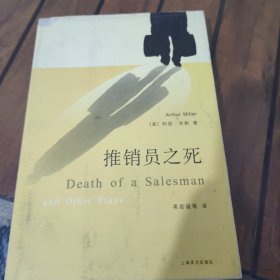 Arthur Miller
［美］阿瑟·米勒 著
推销员之死
Death of a Salesman
and Other Plays
英若诚等 译
上海译文出版社